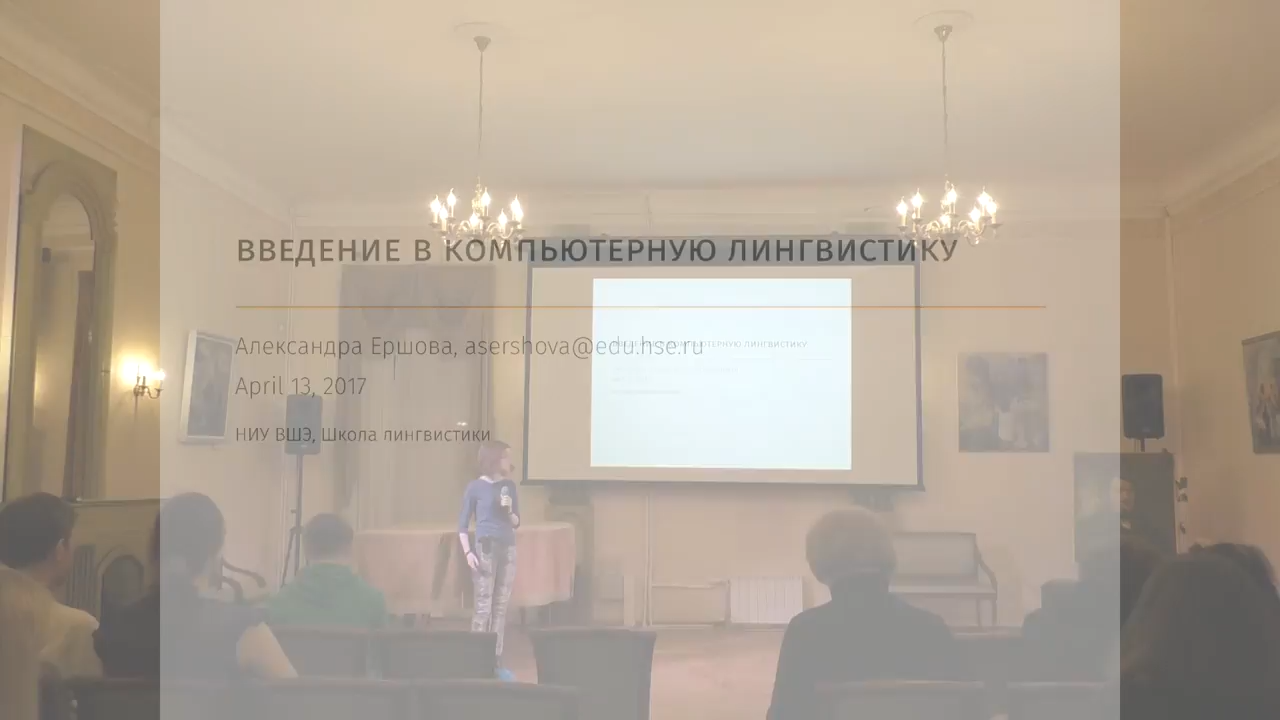 ВВЕДЕНИЕ В КОМПЬЮТЕРНУЮ ЛИНГВИСТИКУ
Александра Ершова, asershova@edu.hse.ru
April 13, 2017
НИУ ВШЭ, Школа лингвистики